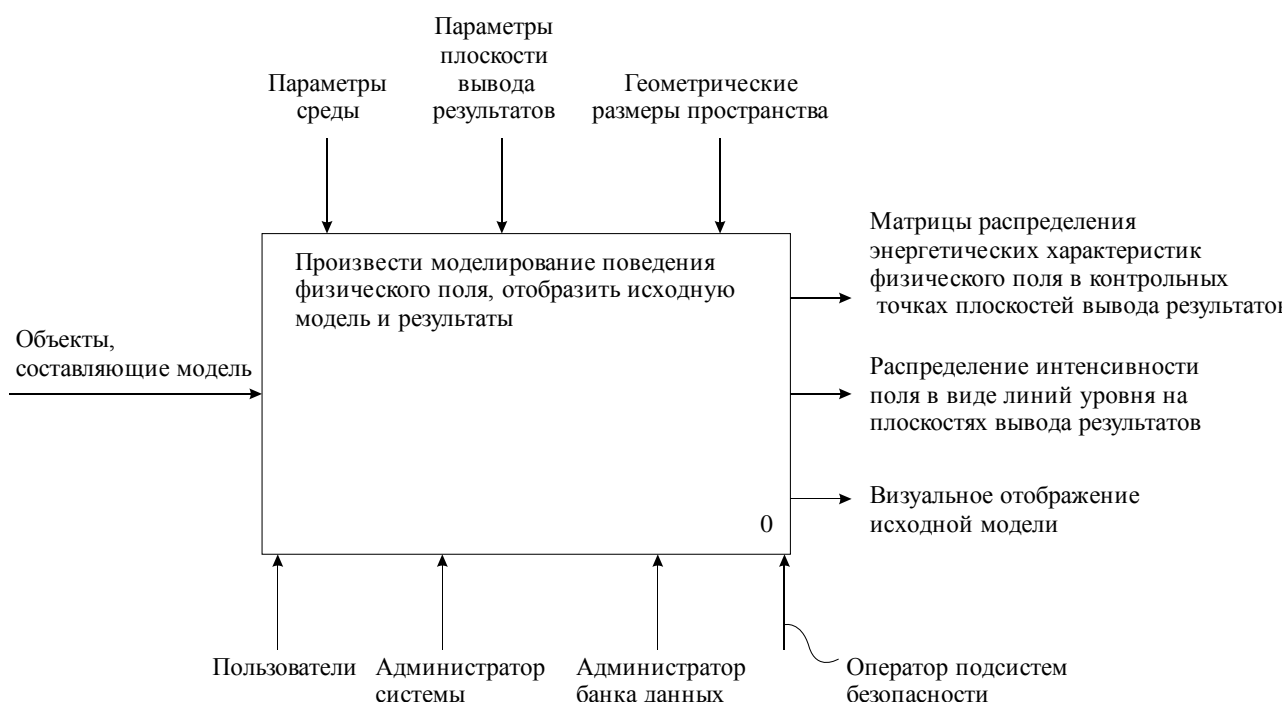 Параметры
плоскости
вывода
результатов
Параметры
среды
Геометрические
размеры пространства
Произвести моделирование поведения
физического поля, отобразить исходную
модель и результаты
0
Объекты,
составляющие модель
Матрицы распределения
энергетических характеристик
физического поля в контрольных
точках плоскостей вывода результатов
Распределение интенсивности
поля в виде линий уровня на
плоскостях вывода результатов
Визуальное отображение
исходной модели
Пользователи
Администратор
системы
Администратор
банка данных
Оператор подсистем
безопасности